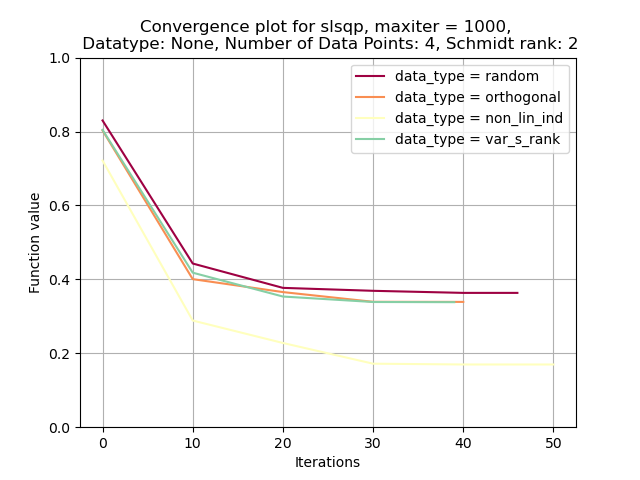 Convergence plot for slsqp, maxiter = 1000,
Datatype: None, Number of Data Points: 4, Schmidt rank: 2
1.0
0.8
0.6
0.4
0.2
0.0
Function value
data_type = random
data_type = orthogonal
data_type = non_lin_ind
data_type = var_s_rank
0 10 20 30 40 50
Iterations